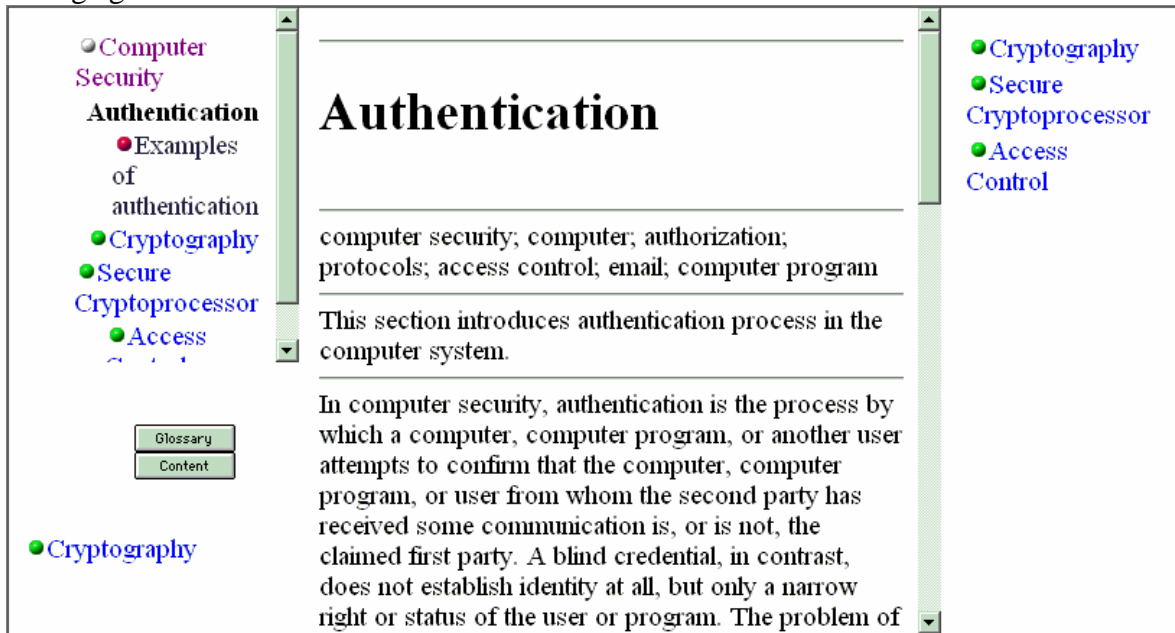 Computer
Security
Authentication
Examples
of
authentication
Cryptography
Secure
Cryptoprocessor
Access
Glossary
Content
Cryptography
Authentication
computer security; computer; authorization;
protocols; access control; email; computer program
This section introduces authentication process in the
computer system.
In computer security, authentication is the process by
which a computer, computer program, or another user
attempts to confirm that the computer, computer
program, or user from whom the second party has
received some communication is, or is not, the
claimed first party. A blind credential, in contrast,
does not establish identity at all, but only a narrow
right or status of the user or program. The problem of
Cryptography
Secure
Cryptoprocessor
Access
Control